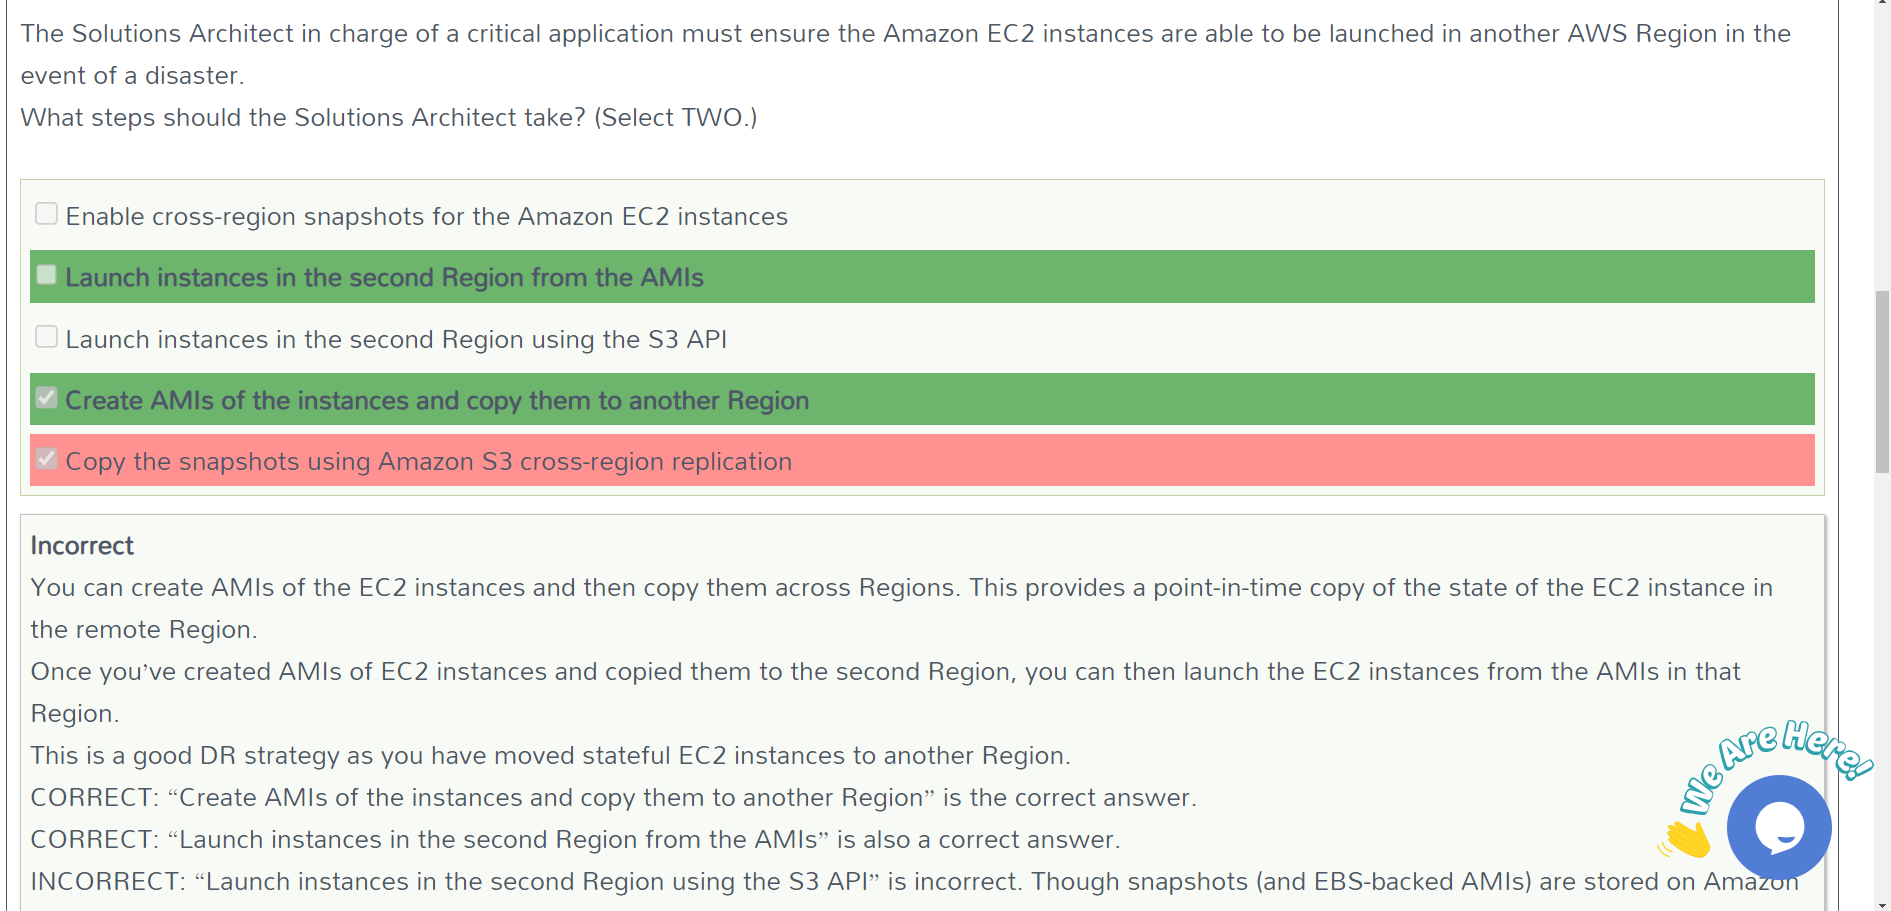 The Solutions Architect in charge of a critical application must ensure the Amazon EC2 instances are able to be launched in another AWS Region in the
event of a disaster.
What steps should the Solutions Architect take? (Select TWO.)
Enable cross-region snapshots for the Amazon EC2 instances
Launch instances in the second Region from the AMIs
Launch instances in the second Region using the S3 API
Create AMIs of the instances and copy them to another Region
Copy the snapshots using Amazon S3 cross-region replication
Incorrect
You can create AMIs of the EC2 instances and then copy them across Regions. This provides a point-in-time copy of the state of the EC2 instance in
the remote Region.
Once you’ve created AMIs of EC2 instances and copied them to the second Region, you can then launch the EC2 instances from the AMIs in that
Region.
This is a good DR strategy as you have moved stateful EC2 instances to another Region.
CORRECT: “Create AMIs of the instances and copy them to another Region” is the correct answer.
CORRECT: “Launch instances in the second Region from the AMIs” is also a correct answer.
INCORRECT: “Launch instances in the second Region using the S3 API” is incorrect. Though snapshots (and EBS-backed AMIs) are stored on Amazon
We Are Here!